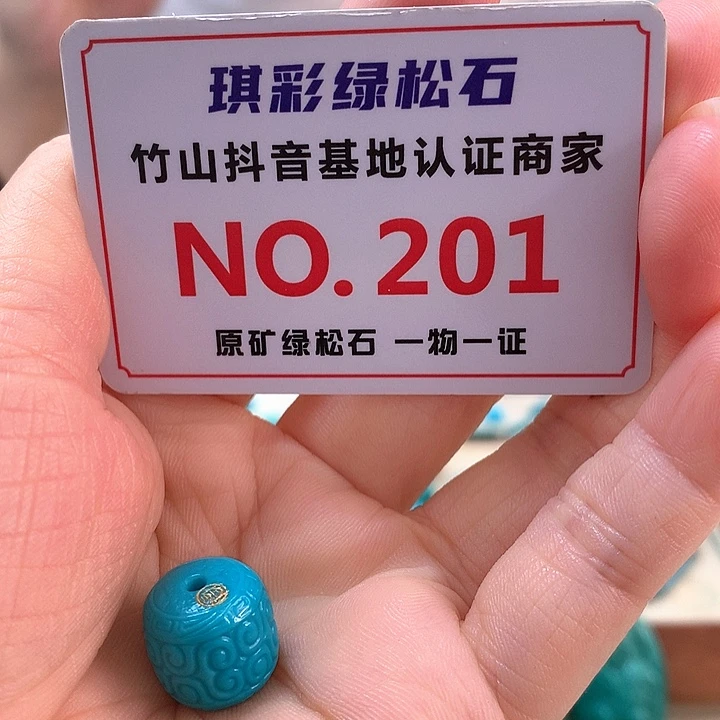 琪彩绿松石
竹山抖音基地认证商家
NO.201
原矿绿松石 一物一证